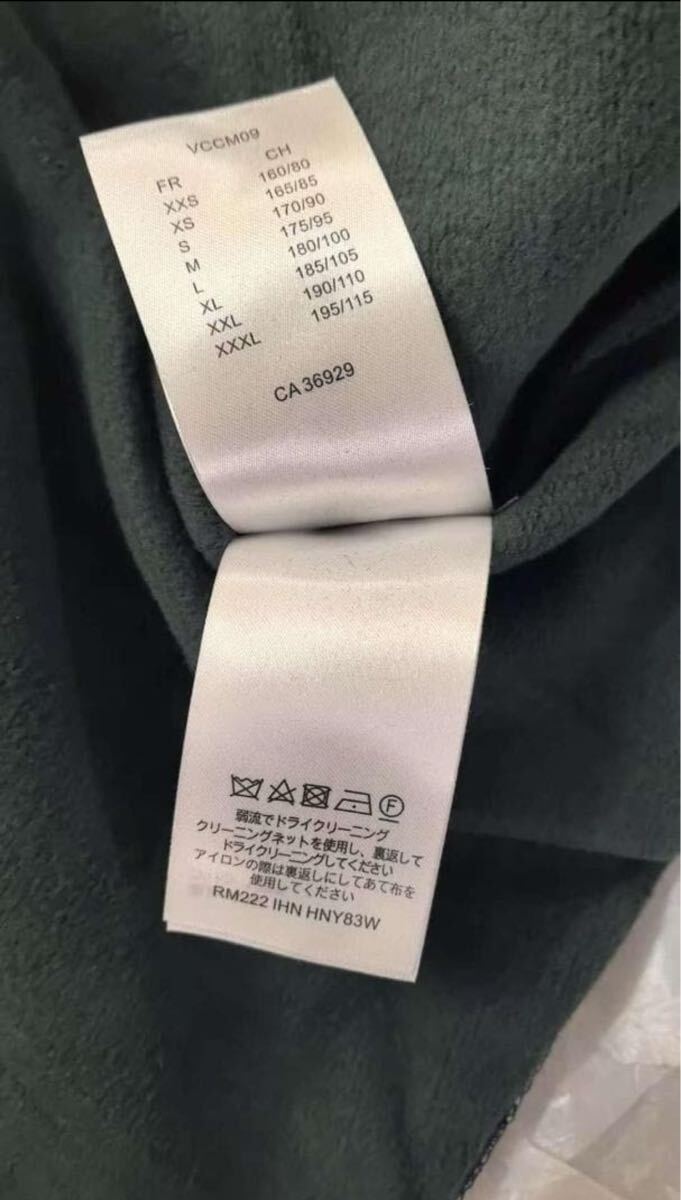 VCCM09
FR CH
XXS 160/80
XS 165/85
S 170/90
M 175/95
L 180/100
XL 185/105
XXL 190/110
XXXL 195/115
CA 36929
F
弱流でドライクリーニング
クリーニングネットを使用し、裏返して
ドライクリーニングしてください
アイロンの際は裏返しにしてあて布を
使用してください
RM222 IHN HNY83W